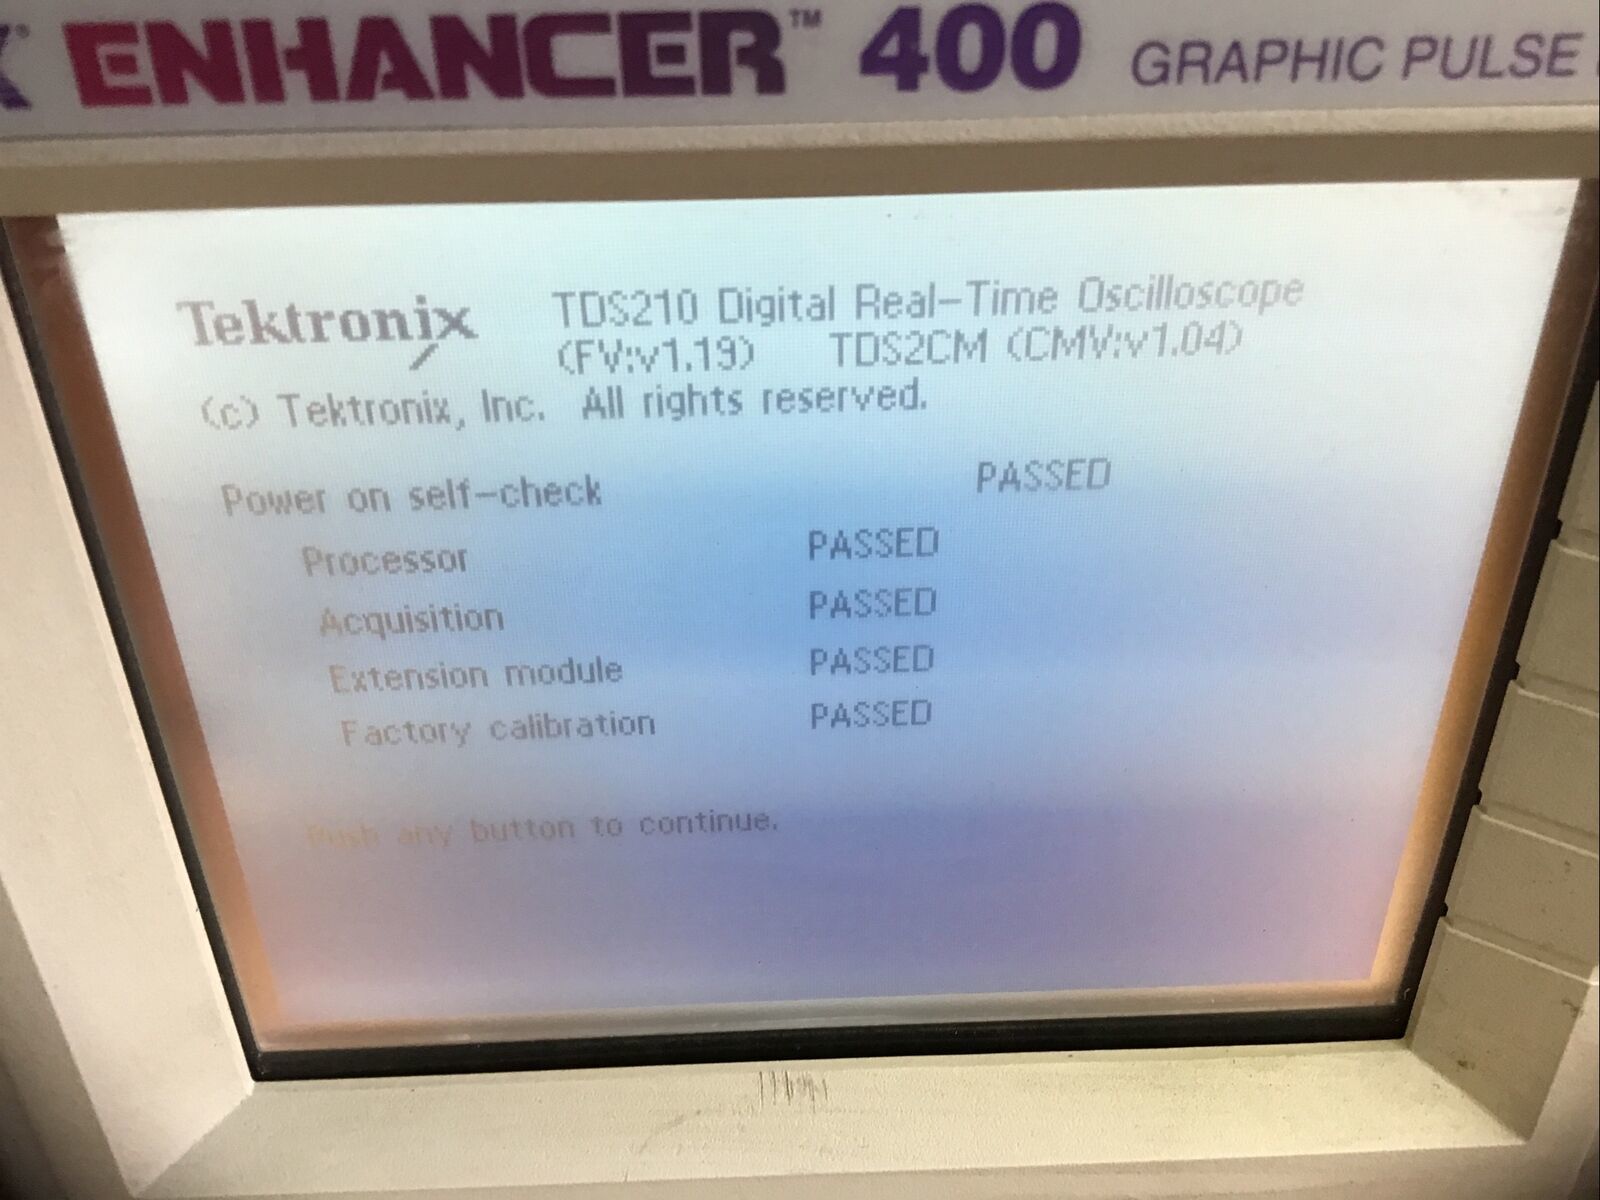 ENHANCER™ 400 GRAPHIC PULSE
Tektronix
TDS210 Digital Real-Time Oscilloscope
(FV:v1.19) TDS2CM (CMV:v1.04)
(c) Tektronix, Inc. All rights reserved.
Power on self-check PASSED
Processor PASSED
Acquisition PASSED
Extension module PASSED
Factory calibration PASSED
Push any button to continue.